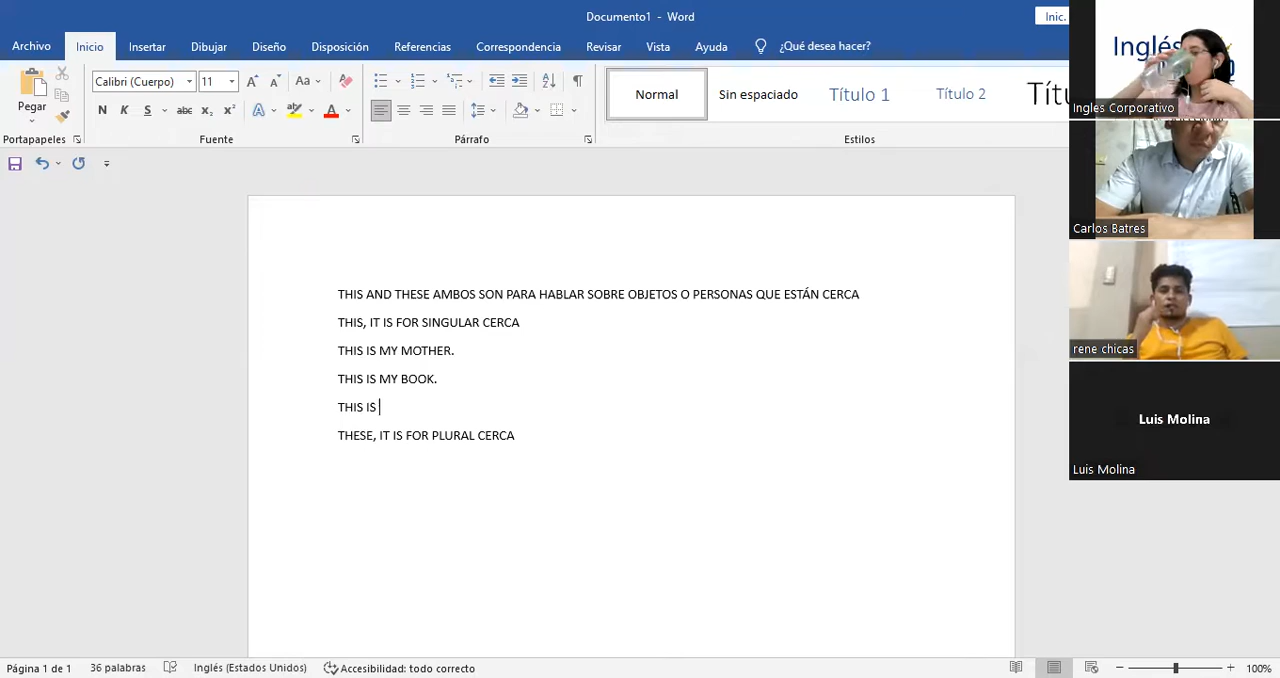 Documento1 - Word
Inic.
Archivo Inicio Insertar Dibujar Diseño Disposición Referencias Correspondencia Revisar Vista Ayuda ¿Qué desea hacer?
Pegar
Calibri (Cuerpo) 11
Normal Sin espaciado Título 1 Título 2
Portapapeles Fuente Párrafo Estilos
THIS AND THESE AMBOS SON PARA HABLAR SOBRE OBJETOS O PERSONAS QUE ESTÁN CERCA
THIS, IT IS FOR SINGULAR CERCA
THIS IS MY MOTHER.
THIS IS MY BOOK.
THIS IS
THESE, IT IS FOR PLURAL CERCA
Inglés
Ingles Corporativo
Carlos Batres
rene chicas
Luis Molina
Luis Molina
Página 1 de 1 36 palabras Inglés (Estados Unidos) Accesibilidad: todo correcto 100%